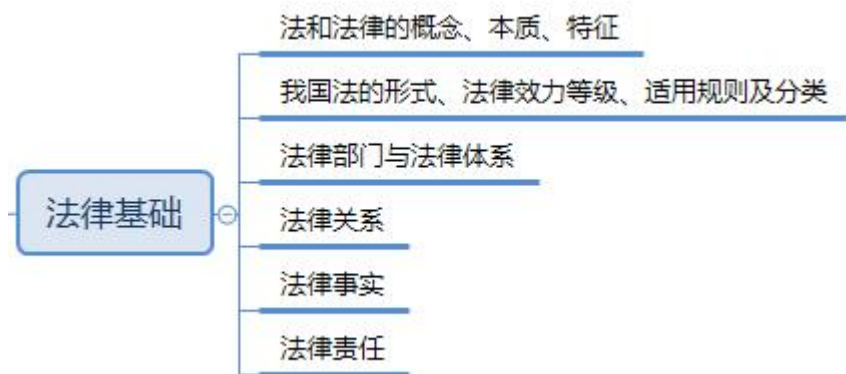 法律基础
法和法律的概念、本质、特征
我国法的形式、法律效力等级、适用规则及分类
法律部门与法律体系
法律关系
法律事实
法律责任